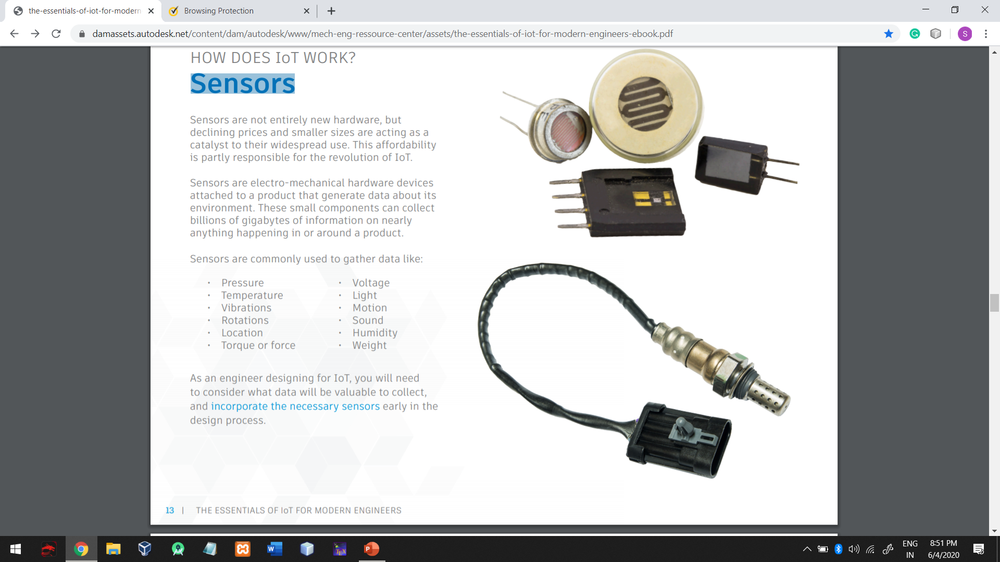 the-essentials-of-iot-for-modern
Browsing Protection
damassets.autodesk.net/content/dam/autodesk/www/mech-eng-ressource-center/assets/the-essentials-of-iot-for-modern-engineers-ebook.pdf
S
HOW DOES IoT WORK?
Sensors
Sensors are not entirely new hardware, but
declining prices and smaller sizes are acting as a
catalyst to their widespread use. This affordability
is partly responsible for the revolution of IoT.
Sensors are electro-mechanical hardware devices
attached to a product that generate data about its
environment. These small components can collect
billions of gigabytes of information on nearly
anything happening in or around a product.
Sensors are commonly used to gather data like:
• Pressure
• Temperature
• Vibrations
• Rotations
• Location
• Torque or force
• Voltage
• Light
• Motion
• Sound
• Humidity
• Weight
As an engineer designing for IoT, you will need
to consider what data will be valuable to collect,
and incorporate the necessary sensors early in the
design process.
13 | THE ESSENTIALS OF IoT FOR MODERN ENGINEERS
ENG
IN
8:51 PM
6/4/2020